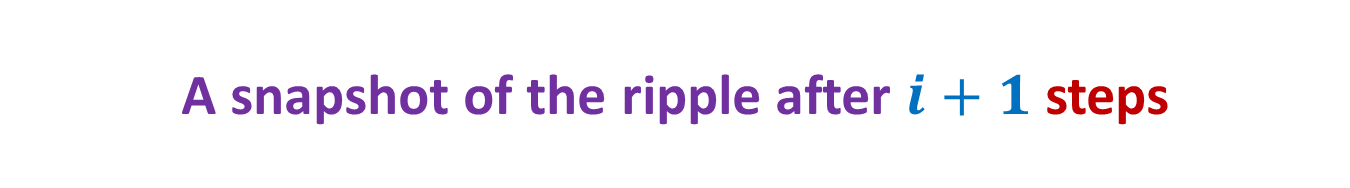 A snapshot of the ripple after i + 1 steps